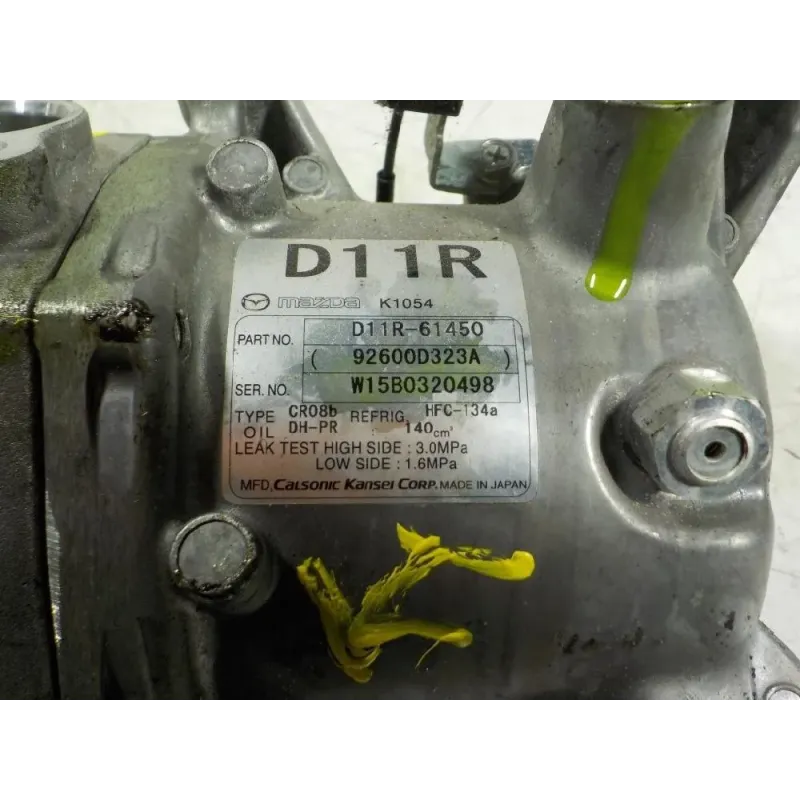 D11R
mazda K1054
PART NO. D11R-61450
( 92600D323A )
SER. NO. W15B0320498
TYPE CR08b REFRIG. HFC-134a
OIL DH-PR : 140cm³
LEAK TEST HIGH SIDE : 3.0MPa
LOW SIDE : 1.6MPa
MFD. Calsonic Kansei Corp. MADE IN JAPAN